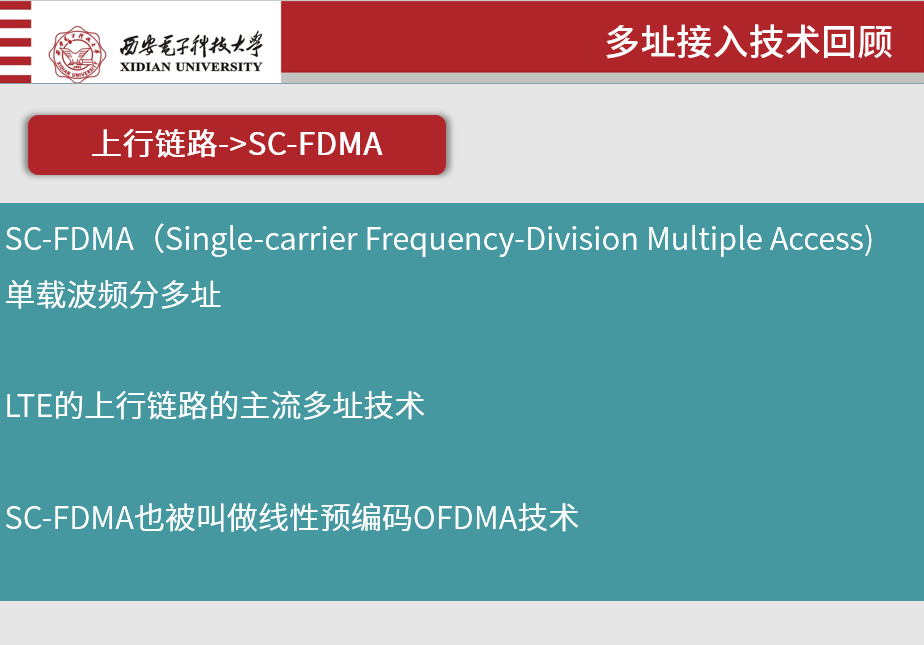 西安电子科技大学
XIDIAN UNIVERSITY
多址接入技术回顾
上行链路->SC-FDMA
SC-FDMA（Single-carrier Frequency-Division Multiple Access)
单载波频分多址
LTE的上行链路的主流多址技术
SC-FDMA也被叫做线性预编码OFDMA技术